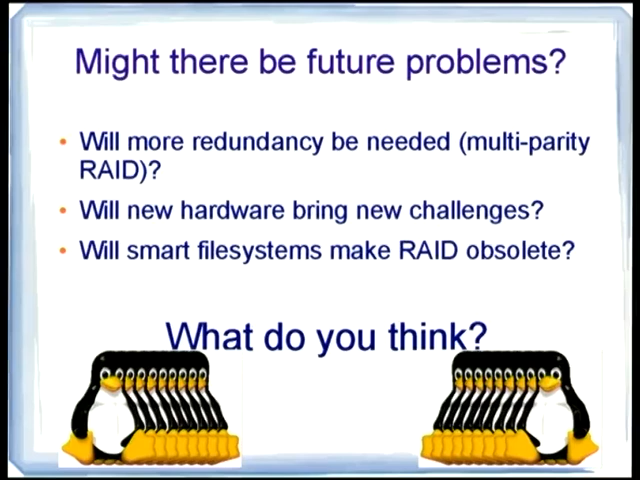 Might there be future problems?
• Will more redundancy be needed (multi-parity
RAID)?
• Will new hardware bring new challenges?
• Will smart filesystems make RAID obsolete?
What do you think?